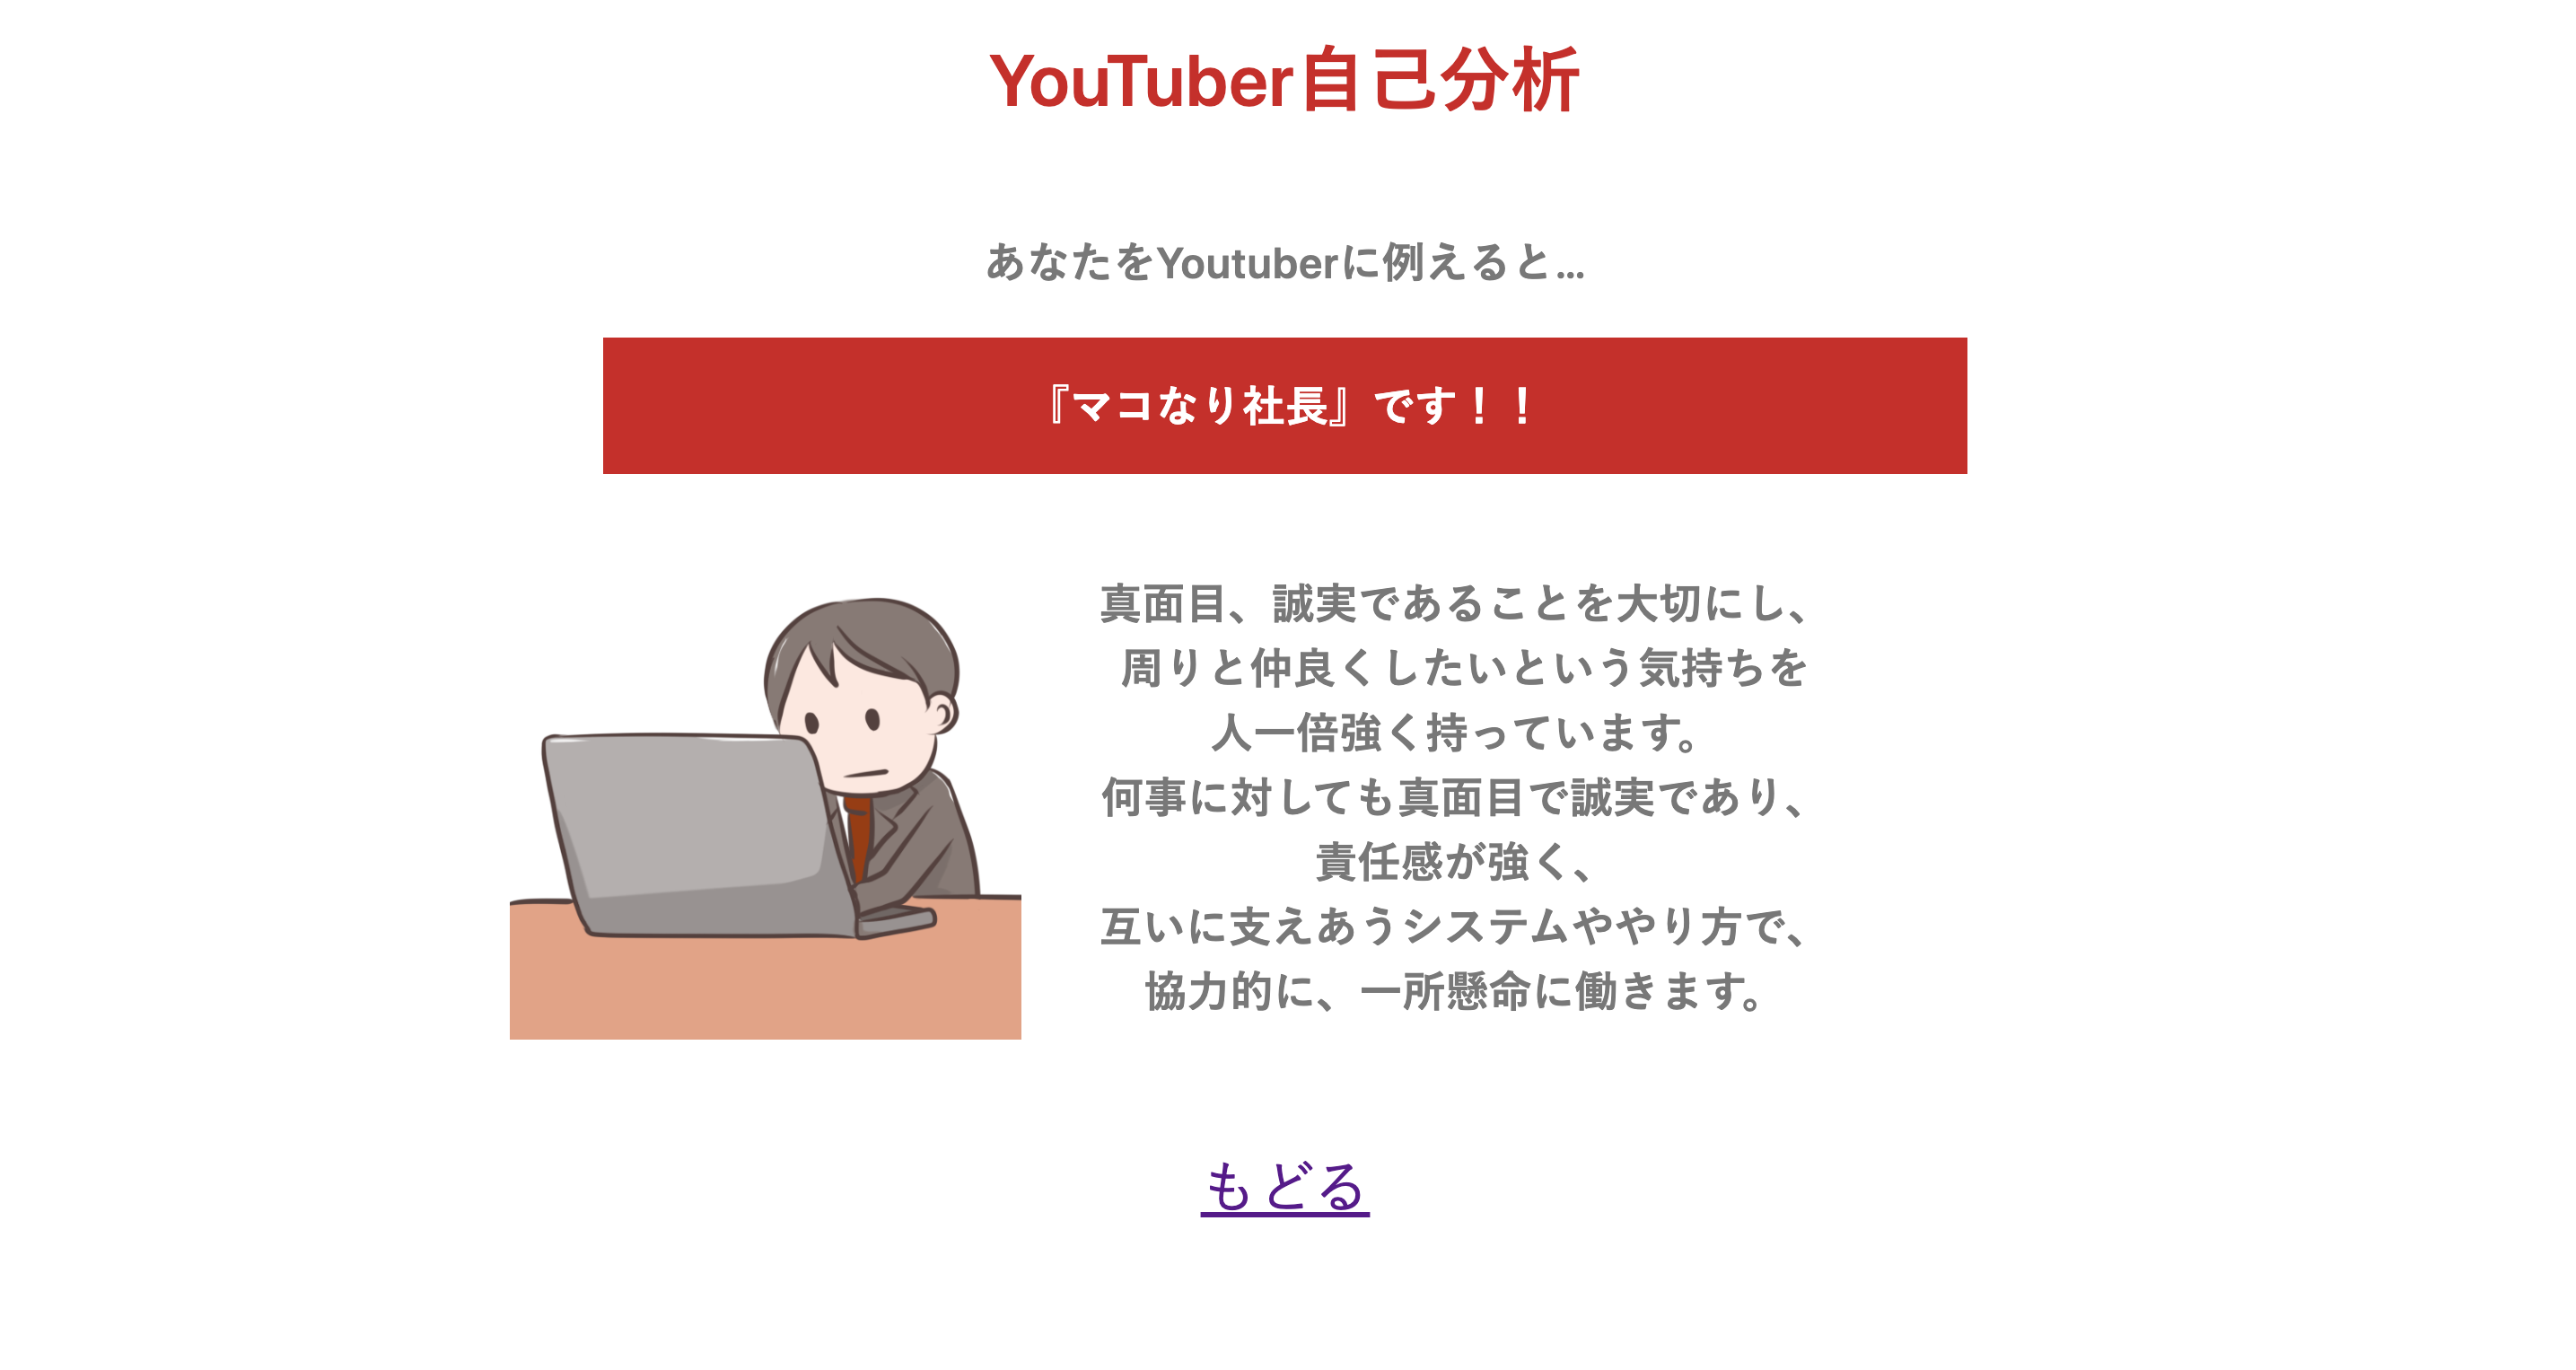 YouTuber自己分析
あなたをYoutuberに例えると...
『マコなり社長』です！！
真面目、誠実であることを大切にし、
周りと仲良くしたいという気持ちを
人一倍強く持っています。
何事に対しても真面目で誠実であり、
責任感が強く、
互いに支えあうシステムややり方で、
協力的に、一所懸命に働きます。
もどる